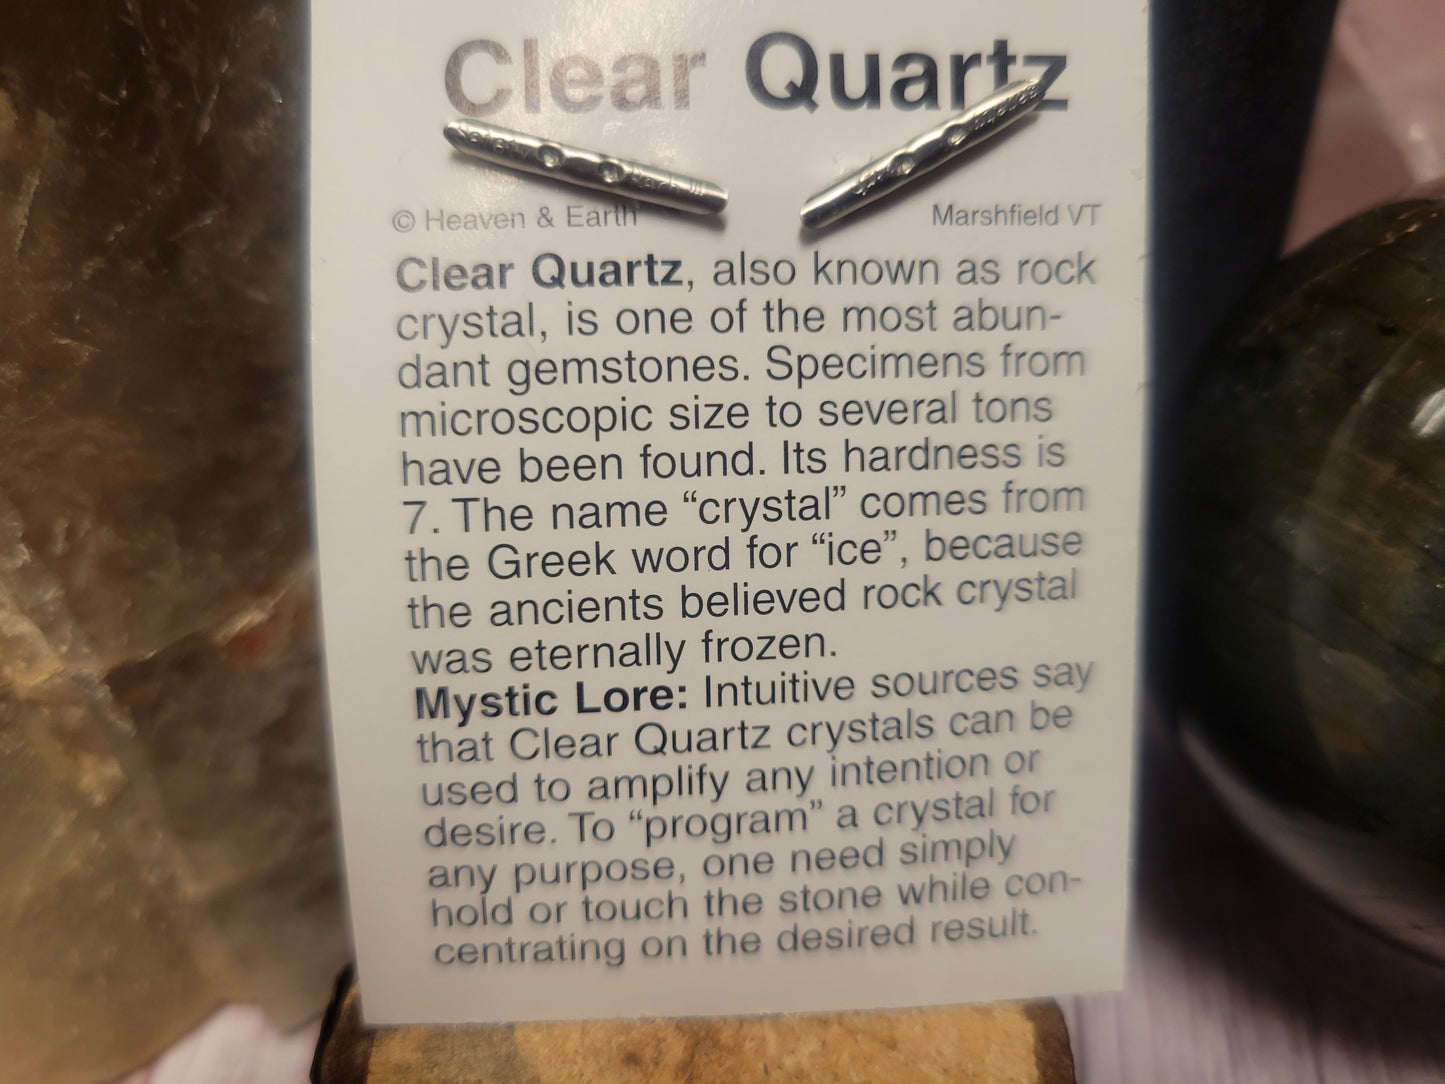 Clear Quartz
© Heaven & Earth Marshfield VT
Clear Quartz, also known as rock
crystal, is one of the most abun-
dant gemstones. Specimens from
microscopic size to several tons
have been found. Its hardness is
7. The name “crystal” comes from
the Greek word for “ice”, because
the ancients believed rock crystal
was eternally frozen.
Mystic Lore: Intuitive sources say
that Clear Quartz crystals can be
used to amplify any intention or
desire. To “program” a crystal for
any purpose, one need simply
hold or touch the stone while con-
centrating on the desired result.